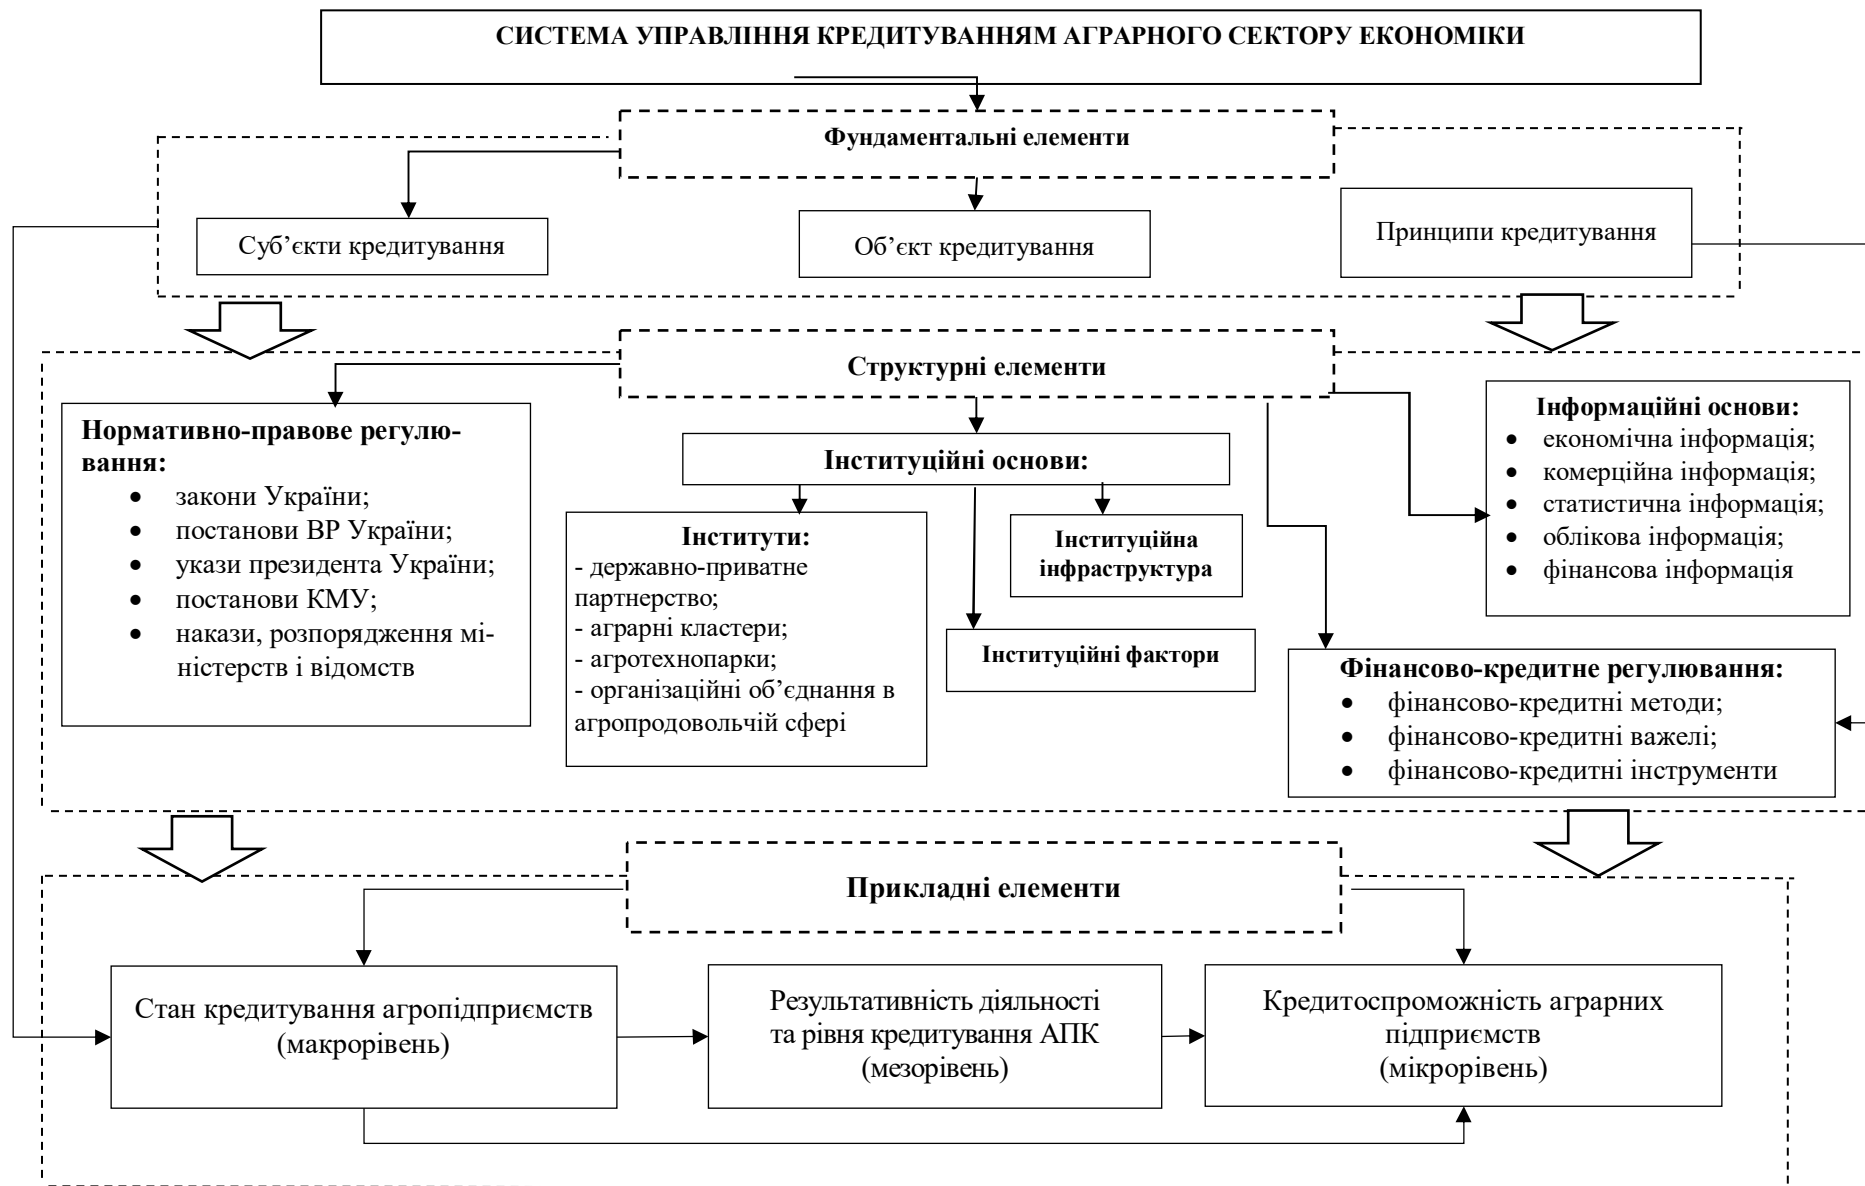 СИСТЕМА УПРАВЛІННЯ КРЕДИТУВАННЯМ АГРАРНОГО СЕКТОРУ ЕКОНОМІКИ
Фундаментальні елементи
Суб’єкти кредитування
Об’єкт кредитування
Принципи кредитування
Структурні елементи
Нормативно-правове регулю-
вання:
• закони України;
• постанови ВР України;
• укази президента України;
• постанови КМУ;
• накази, розпорядження мі-
ністерств і відомств
Інституційні основи:
Інститути:
- державно-приватне
партнерство;
- аграрні кластери;
- агротехнопарки;
- організаційні об’єднання в
агропродовольчій сфері
Інституційна
інфраструктура
Інституційні фактори
Інформаційні основи:
• економічна інформація;
• комерційна інформація;
• статистична інформація;
• облікова інформація;
• фінансова інформація
Фінансово-кредитне регулювання:
• фінансово-кредитні методи;
• фінансово-кредитні важелі;
• фінансово-кредитні інструменти
Прикладні елементи
Стан кредитування агропідприємств
(макрорівень)
Результативність діяльності
та рівня кредитування АПК
(мезорівень)
Кредитоспроможність аграрних
підприємств
(мікрорівень)